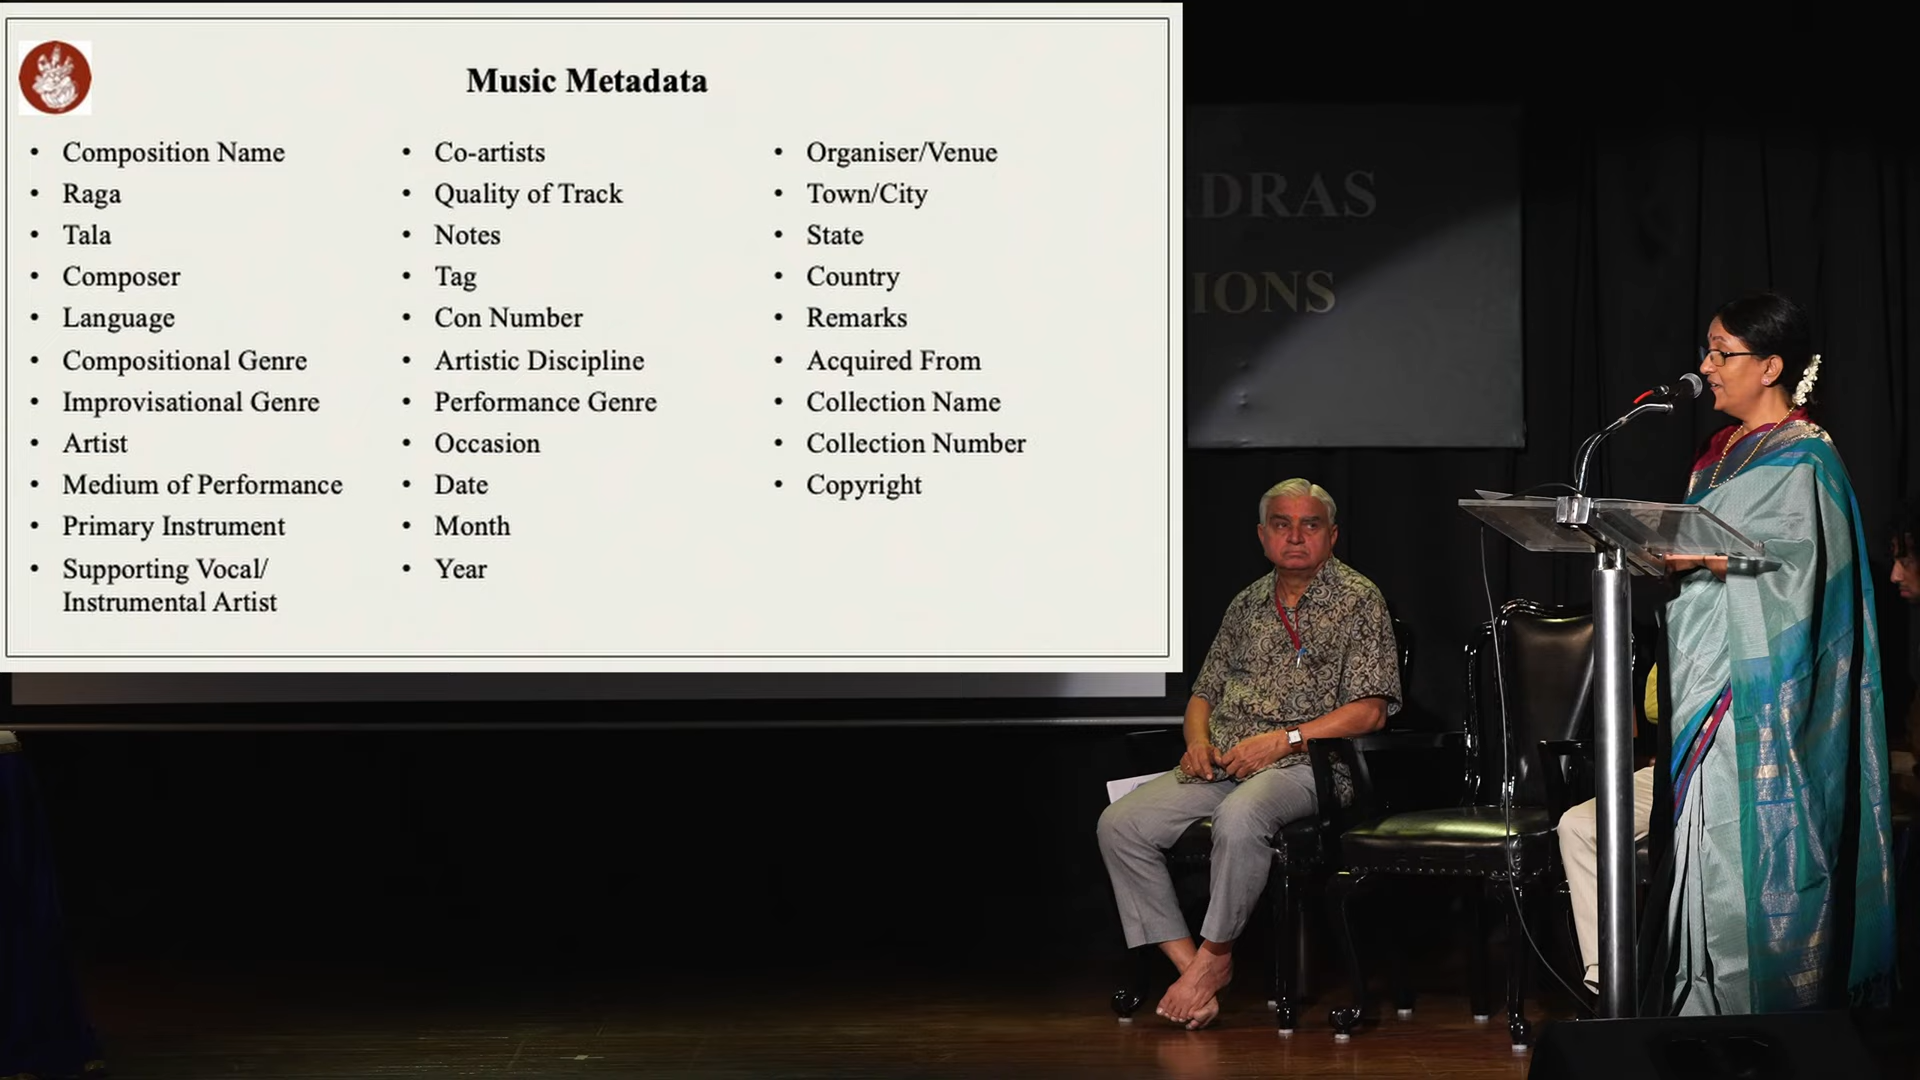 Music Metadata
• Composition Name
• Raga
• Tala
• Composer
• Language
• Compositional Genre
• Improvisational Genre
• Artist
• Medium of Performance
• Primary Instrument
• Supporting Vocal/
Instrumental Artist
• Co-artists
• Quality of Track
• Notes
• Tag
• Con Number
• Artistic Discipline
• Performance Genre
• Occasion
• Date
• Month
• Year
• Organiser/Venue
• Town/City
• State
• Country
• Remarks
• Acquired From
• Collection Name
• Collection Number
• Copyright
DRAS
IONS